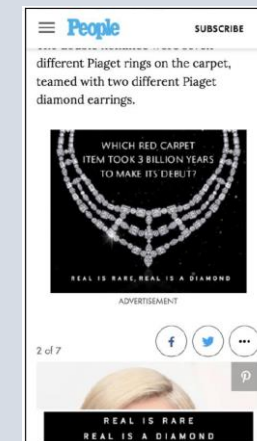 People
SUBSCRIBE
different Piaget rings on the carpet,
teamed with two different Piaget
diamond earrings.
WHICH RED CARPET
ITEM TOOK 3 BILLION YEARS
TO MAKE ITS DEBUT?
REAL IS RARE, REAL IS A DIAMOND
ADVERTISEMENT
2 of 7
REAL IS RARE
REAL IS A DIAMOND